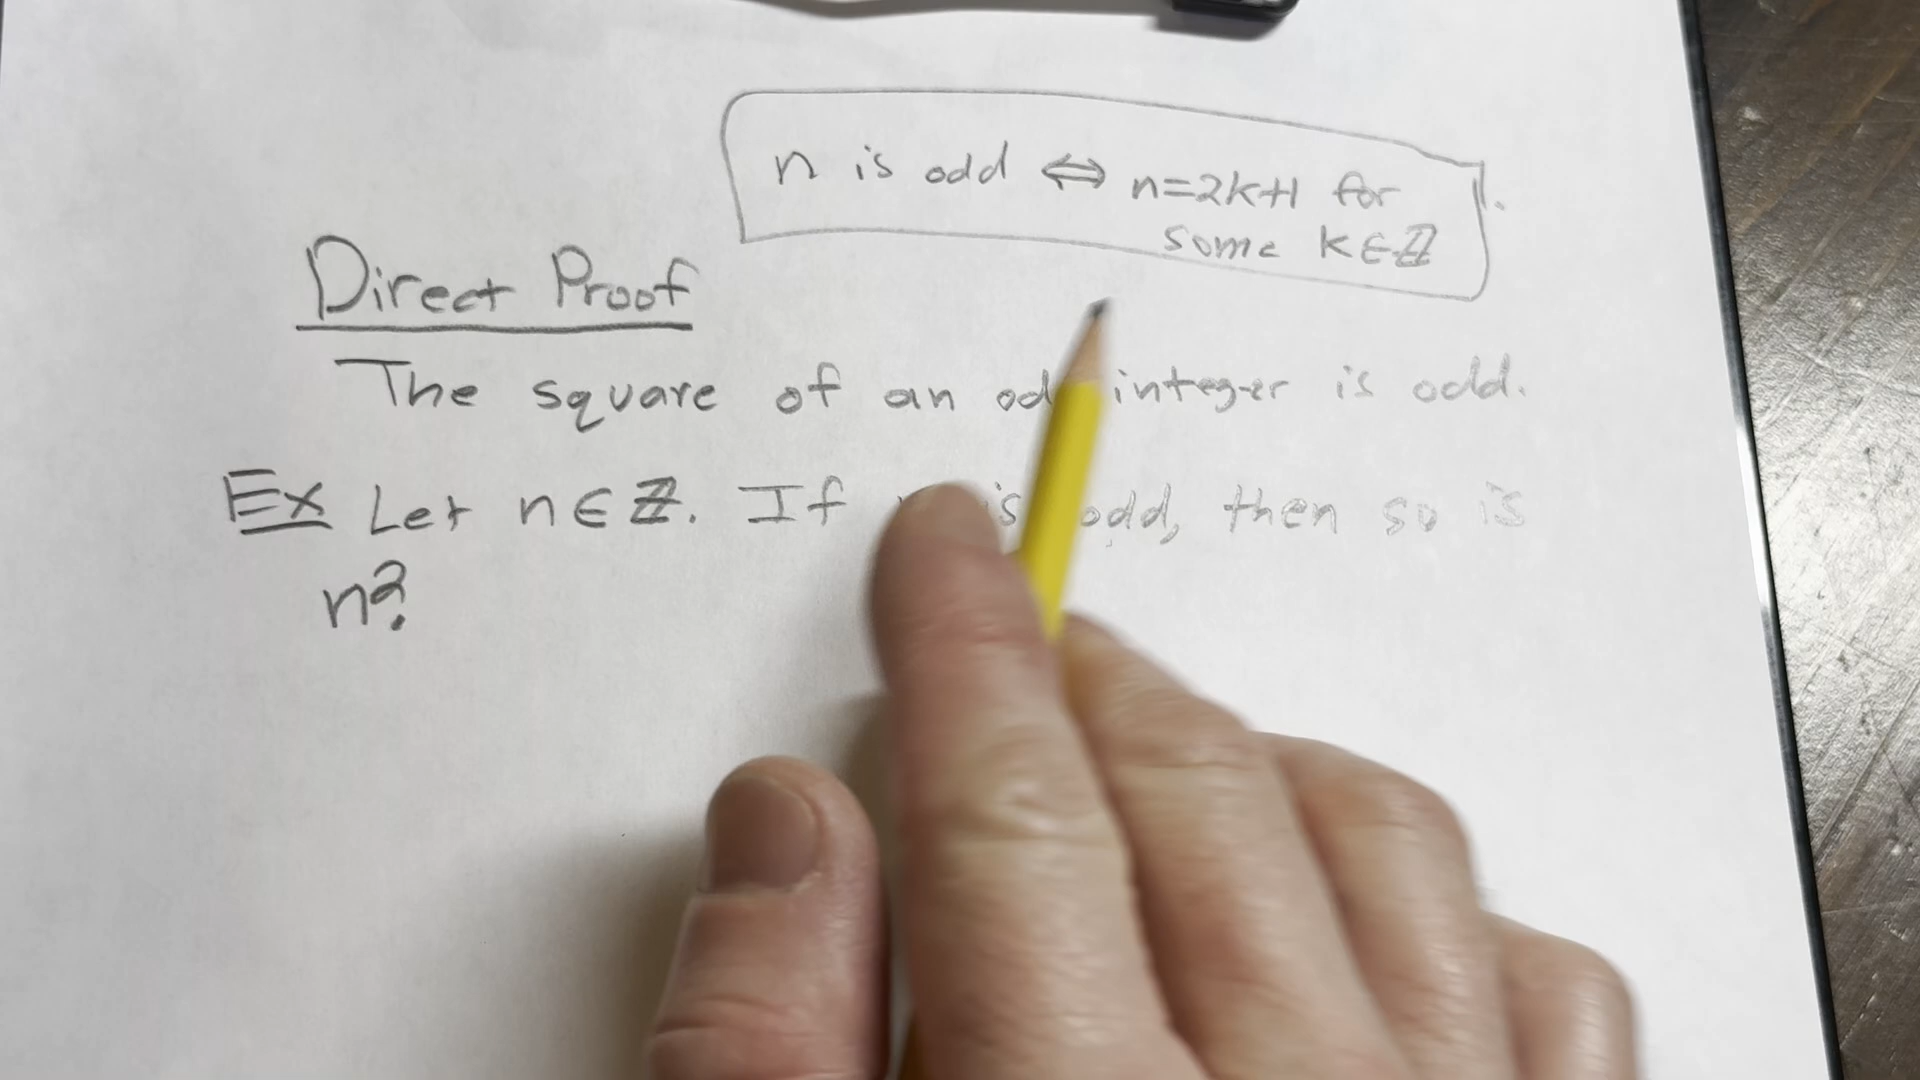 n is odd ⇔ n=2k+1 for
some k∈ℤ
Direct Proof
The square of an odd integer is odd.
Ex Let n∈ℤ. If is odd, then so is
n².